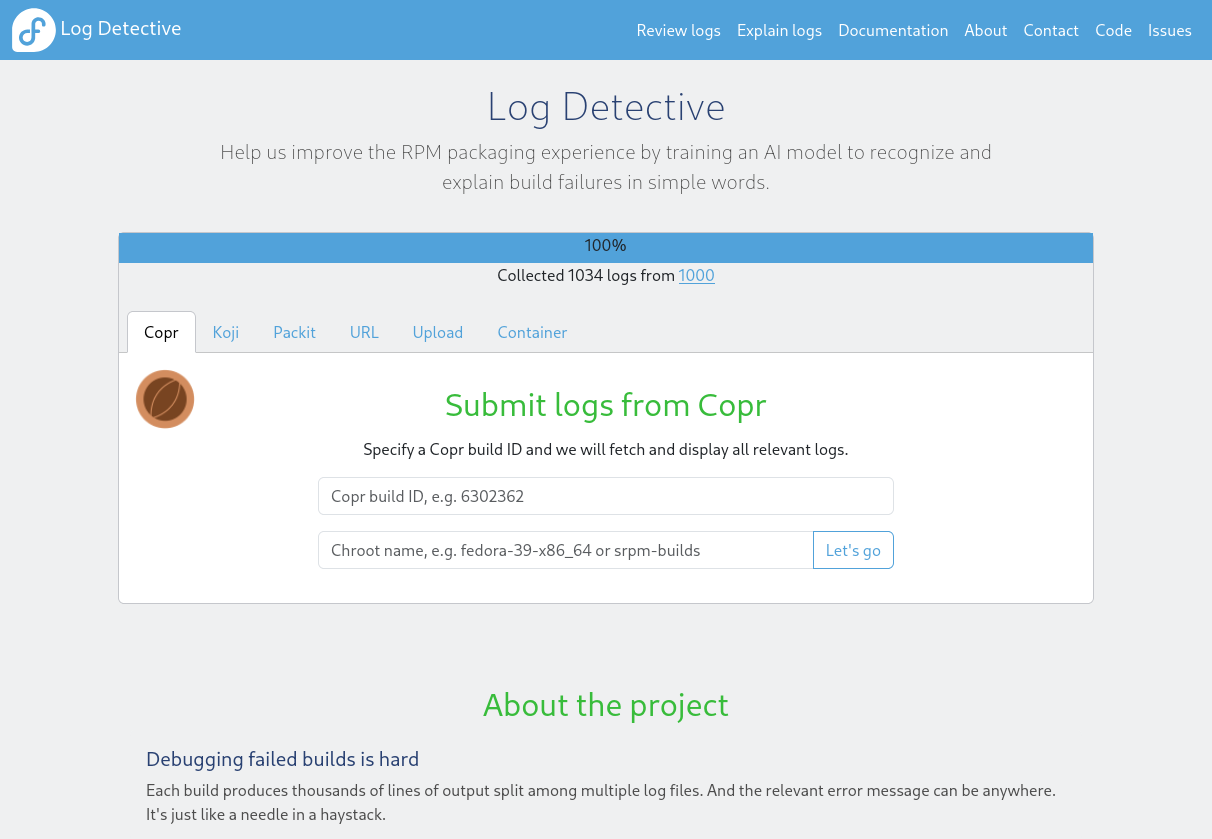 Log Detective
Review logs Explain logs Documentation About Contact Code Issues
Log Detective
Help us improve the RPM packaging experience by training an AI model to recognize and
explain build failures in simple words.
100%
Collected 1034 logs from 1000
Copr Koji Packit URL Upload Container
Submit logs from Copr
Specify a Copr build ID and we will fetch and display all relevant logs.
Copr build ID, e.g. 6302362
Chroot name, e.g. fedora-39-x86_64 or srpm-builds Let's go
About the project
Debugging failed builds is hard
Each build produces thousands of lines of output split among multiple log files. And the relevant error message can be anywhere.
It's just like a needle in a haystack.